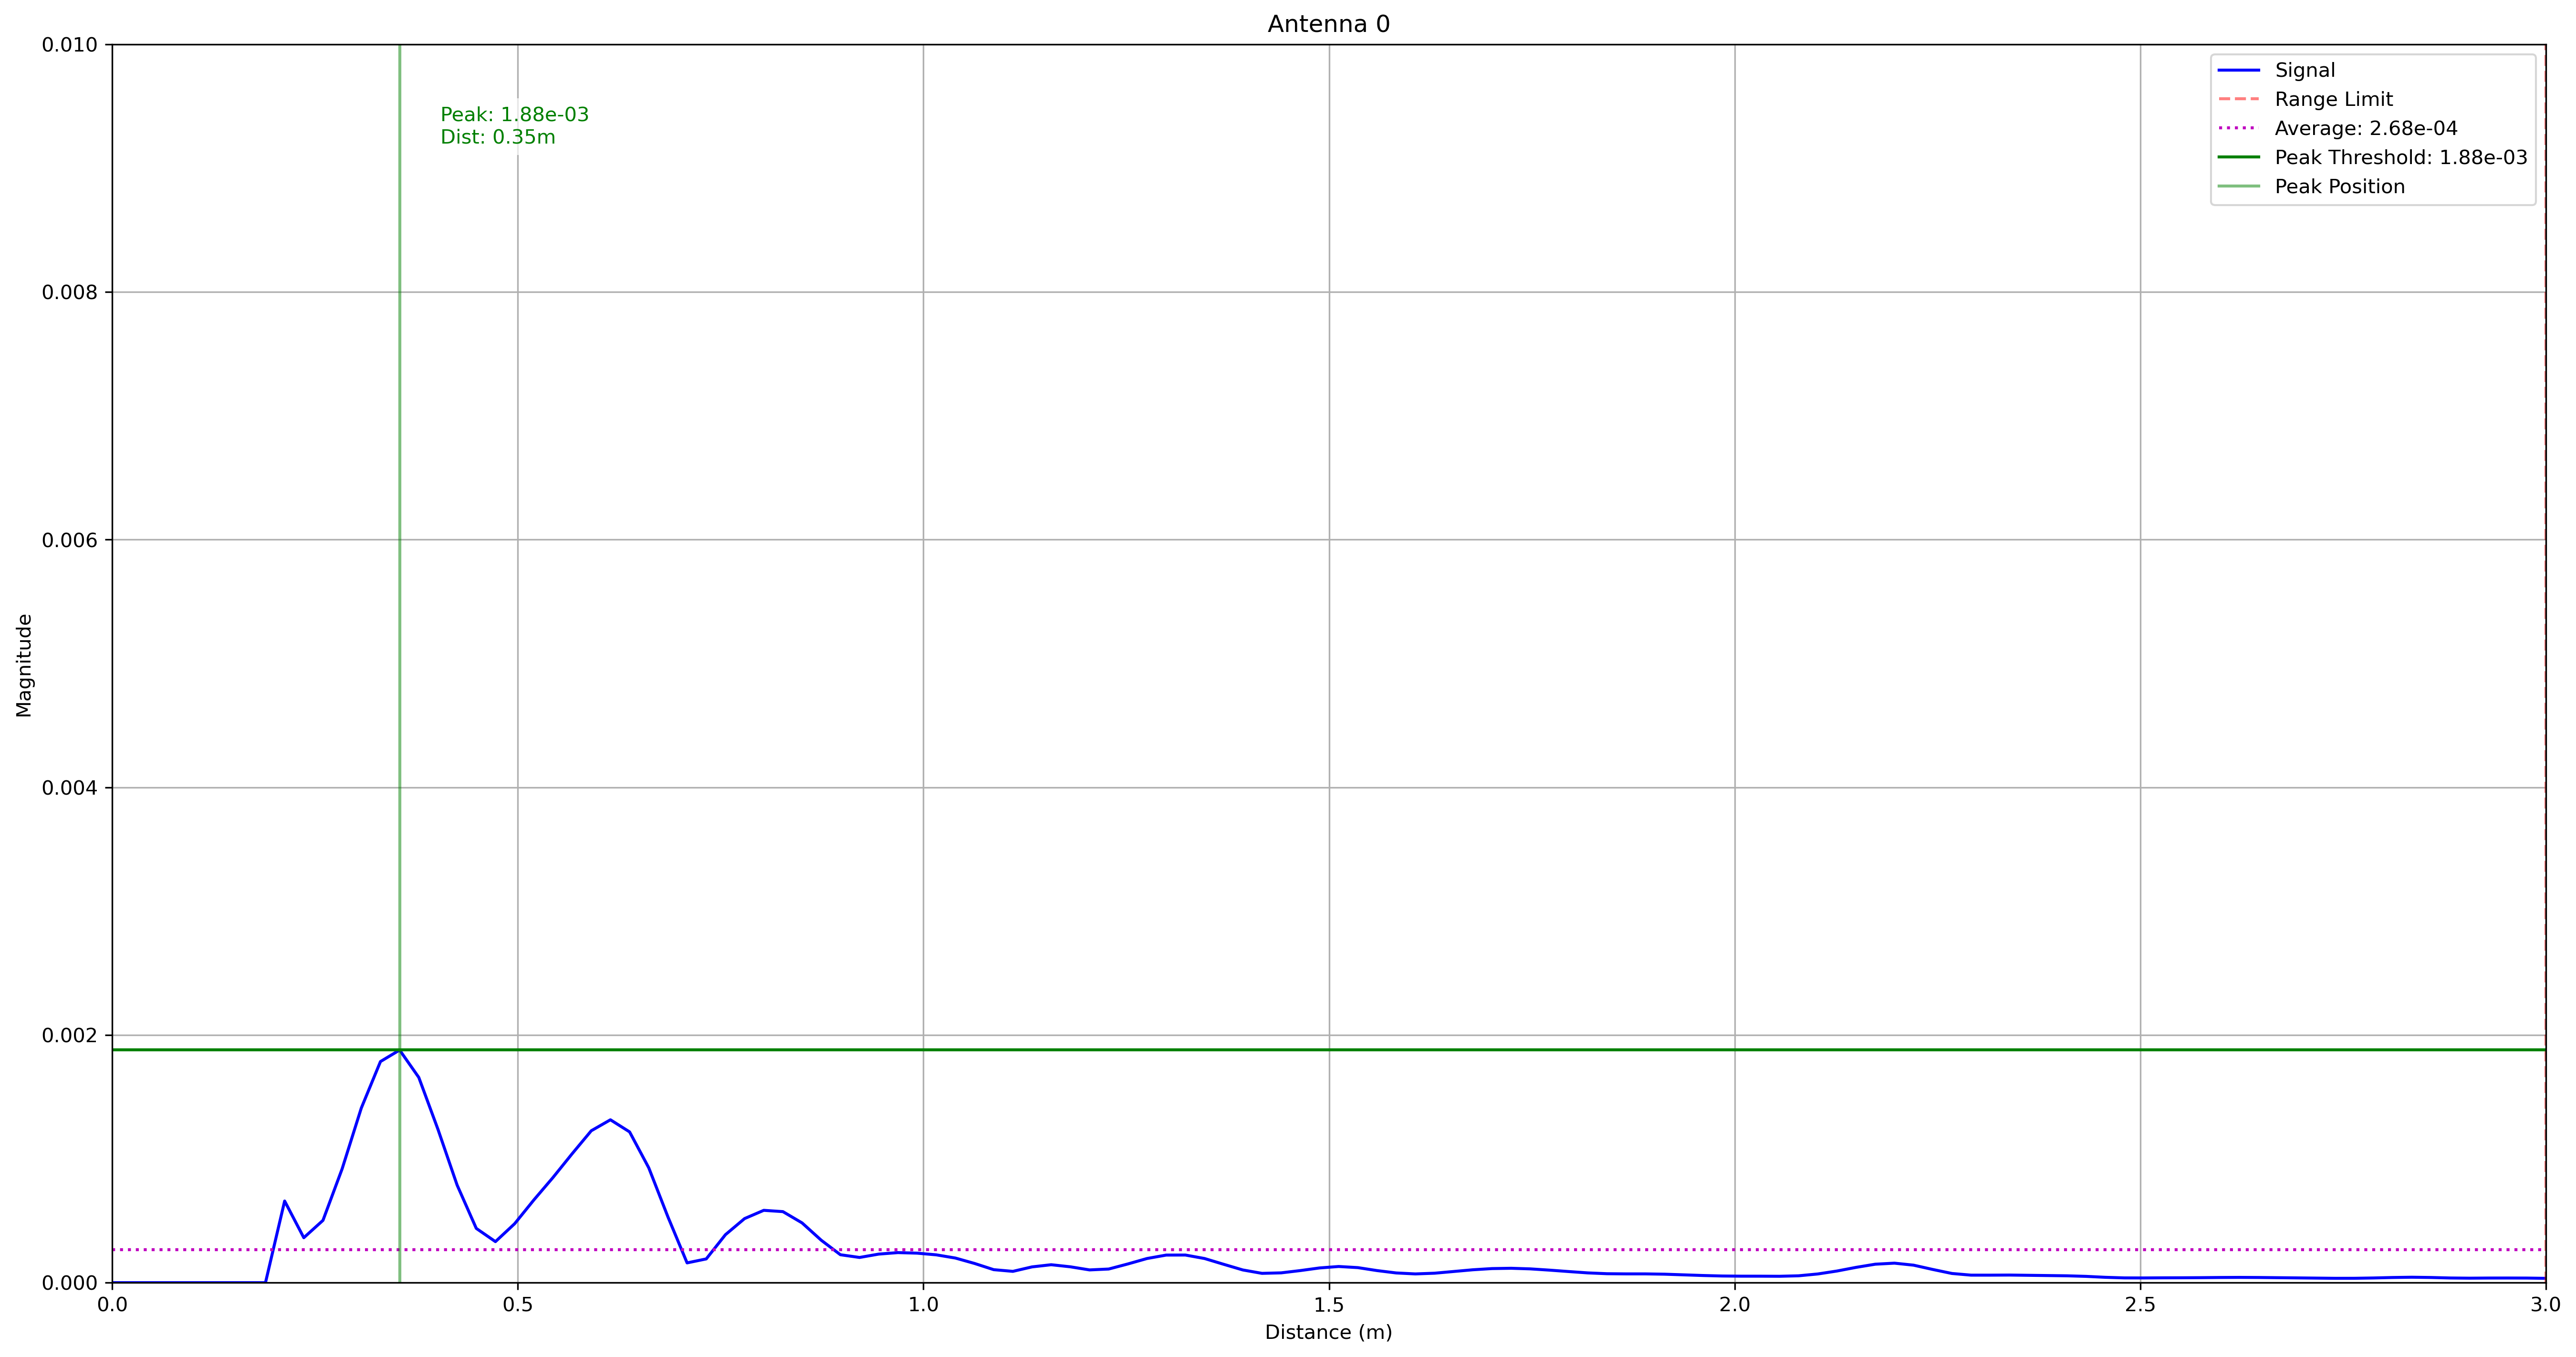 Antenna 0
0.010
0.008
0.006
0.004
0.002
0.000
Magnitude
Peak: 1.88e-03
Dist: 0.35m
Signal
Range Limit
Average: 2.68e-04
Peak Threshold: 1.88e-03
Peak Position
0.0 0.5 1.0 1.5 2.0 2.5 3.0
Distance (m)